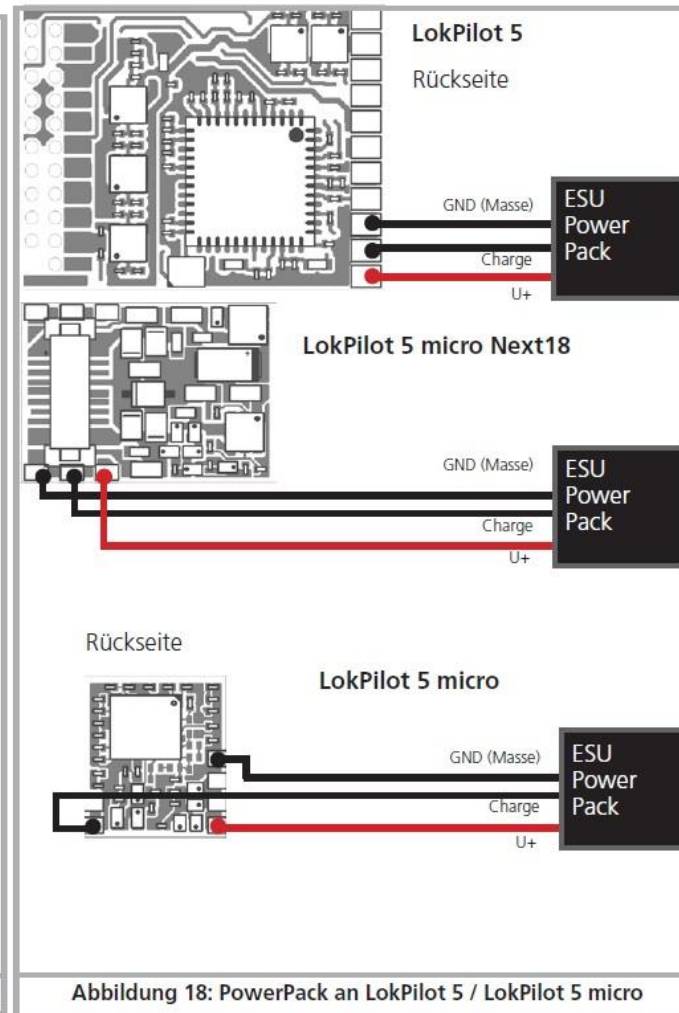 LokPilot 5
Rückseite
GND (Masse)
Charge
U+
ESU
Power
Pack
LokPilot 5 micro Next18
GND (Masse)
Charge
U+
ESU
Power
Pack
Rückseite
LokPilot 5 micro
GND (Masse)
Charge
U+
ESU
Power
Pack
Abbildung 18: PowerPack an LokPilot 5 / LokPilot 5 micro